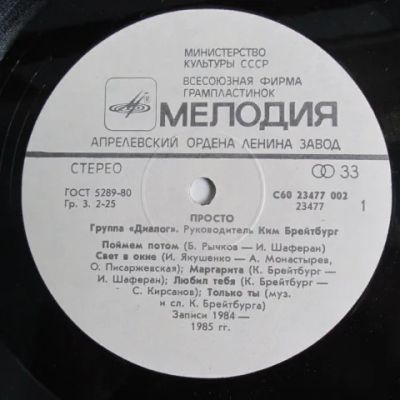 МИНИСТЕРСТВО
КУЛЬТУРЫ СССР
ВСЕСОЮЗНАЯ ФИРМА
ГРАМПЛАСТИНОК
МЕЛОДИЯ
АПРЕЛЕВСКИЙ ОРДЕНА ЛЕНИНА ЗАВОД
СТЕРЕО
33
ГОСТ 5289-80
Гр. 3. 2-25
С60 23477 002
23477
1
ПРОСТО
Группа «Диалог». Руководитель Ким Брейтбург
Поймем потом (Б. Рычков — И. Шаферан)
Свет в окне (И. Якушенко — А. Монастырев,
О. Писаржевская); Маргарита (К. Брейтбург —
И. Шаферан); Любил тебя (К. Брейтбург —
С. Кирсанов); Только ты (муз.
и сл. К. Брейтбурга)
Записи 1984 —
1985 гг.